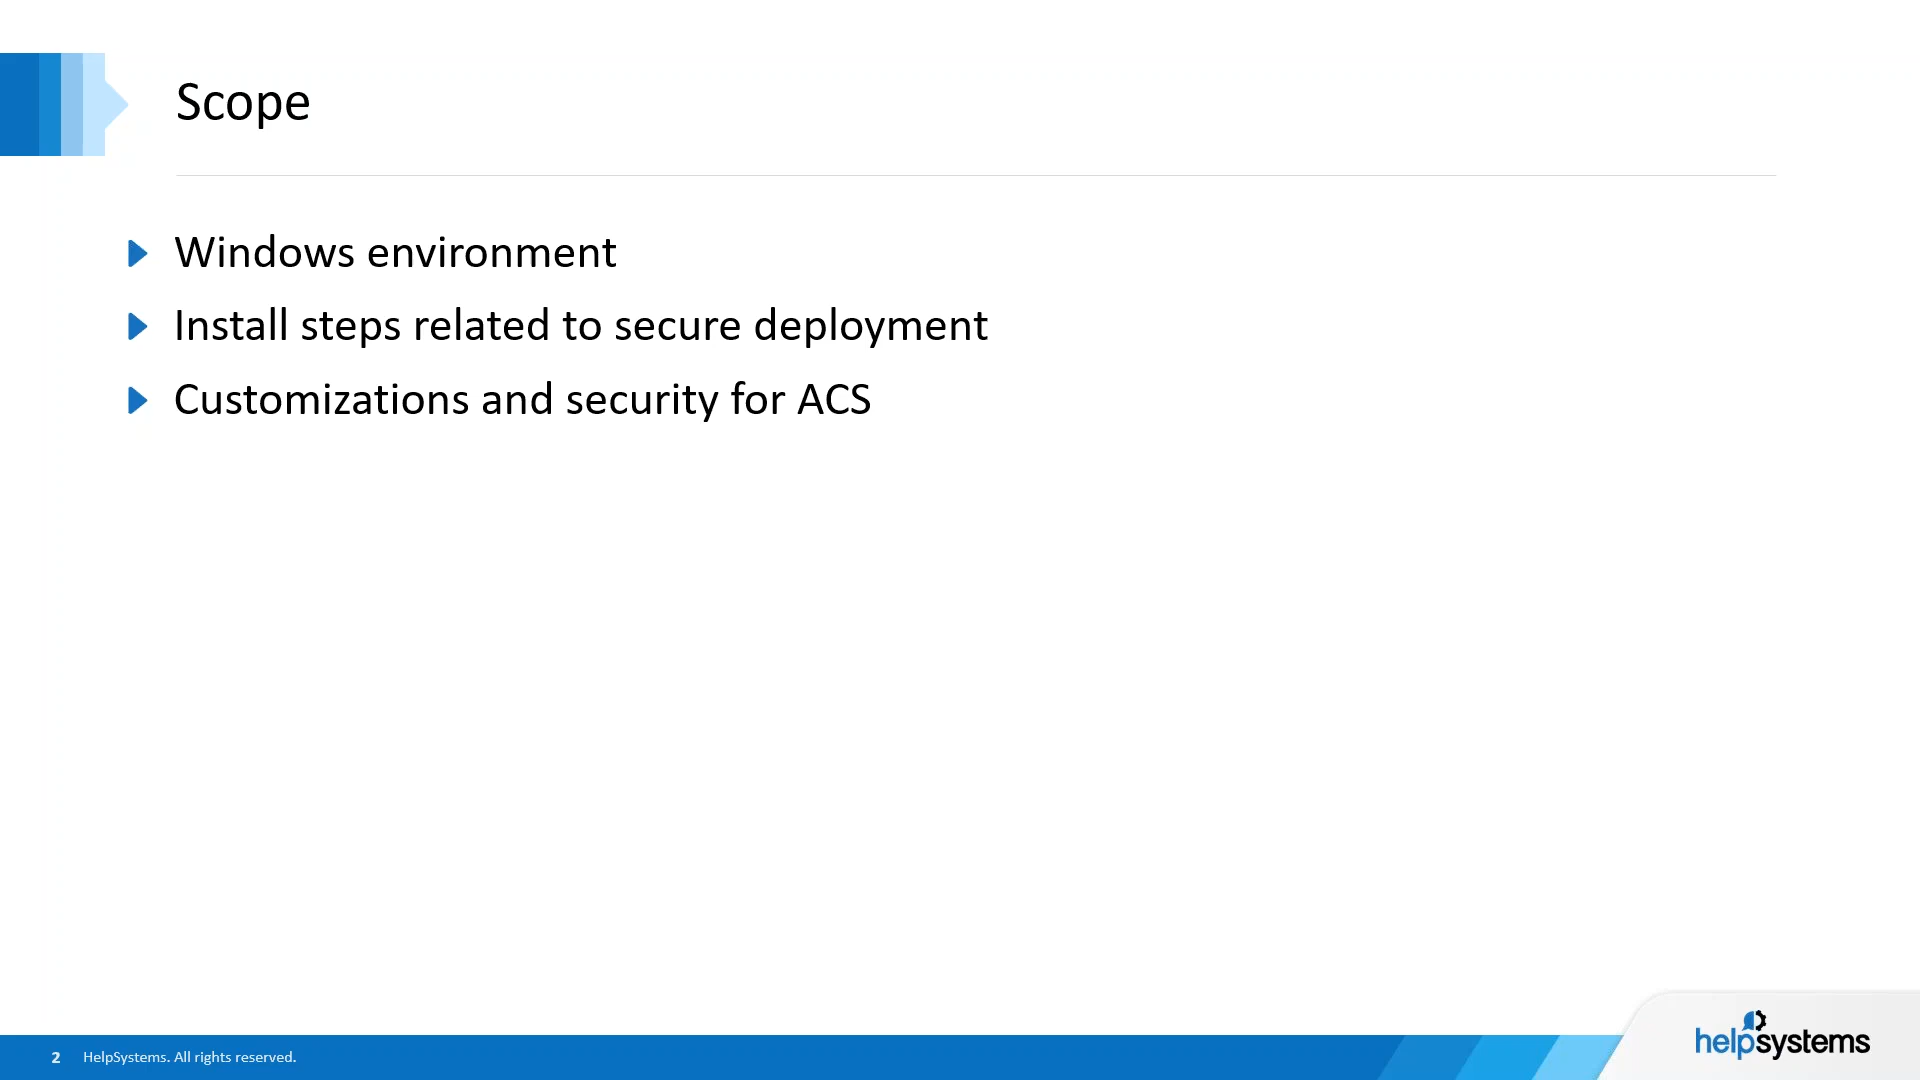 Scope
Windows environment
Install steps related to secure deployment
Customizations and security for ACS
2 HelpSystems. All rights reserved.
helpsystems